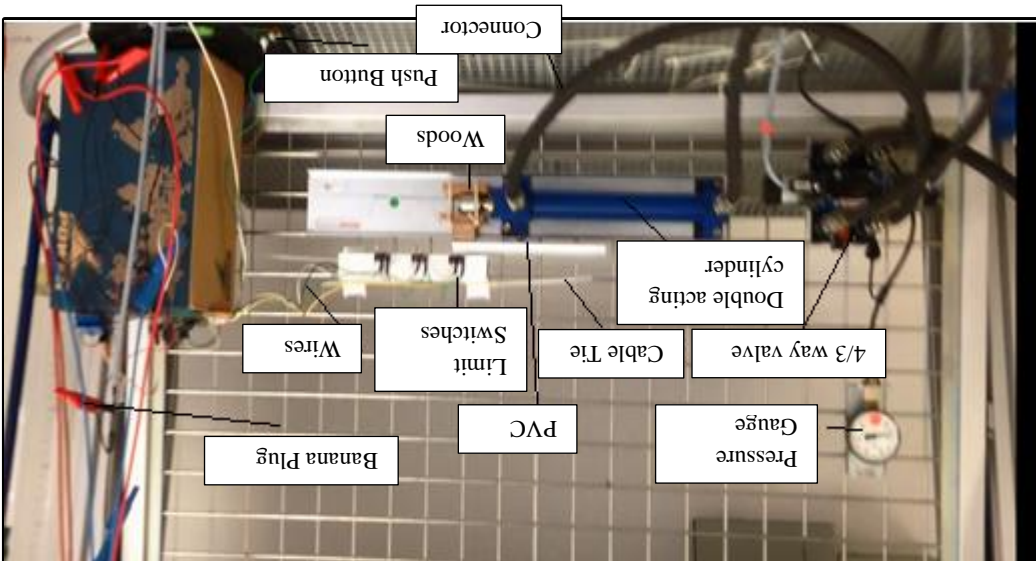 Pressure
Gauge
PVC
Banana Plug
4/3 way valve
Cable Tie
Limit
Switches
Wires
Double acting
cylinder
Woods
Push Button
Connector